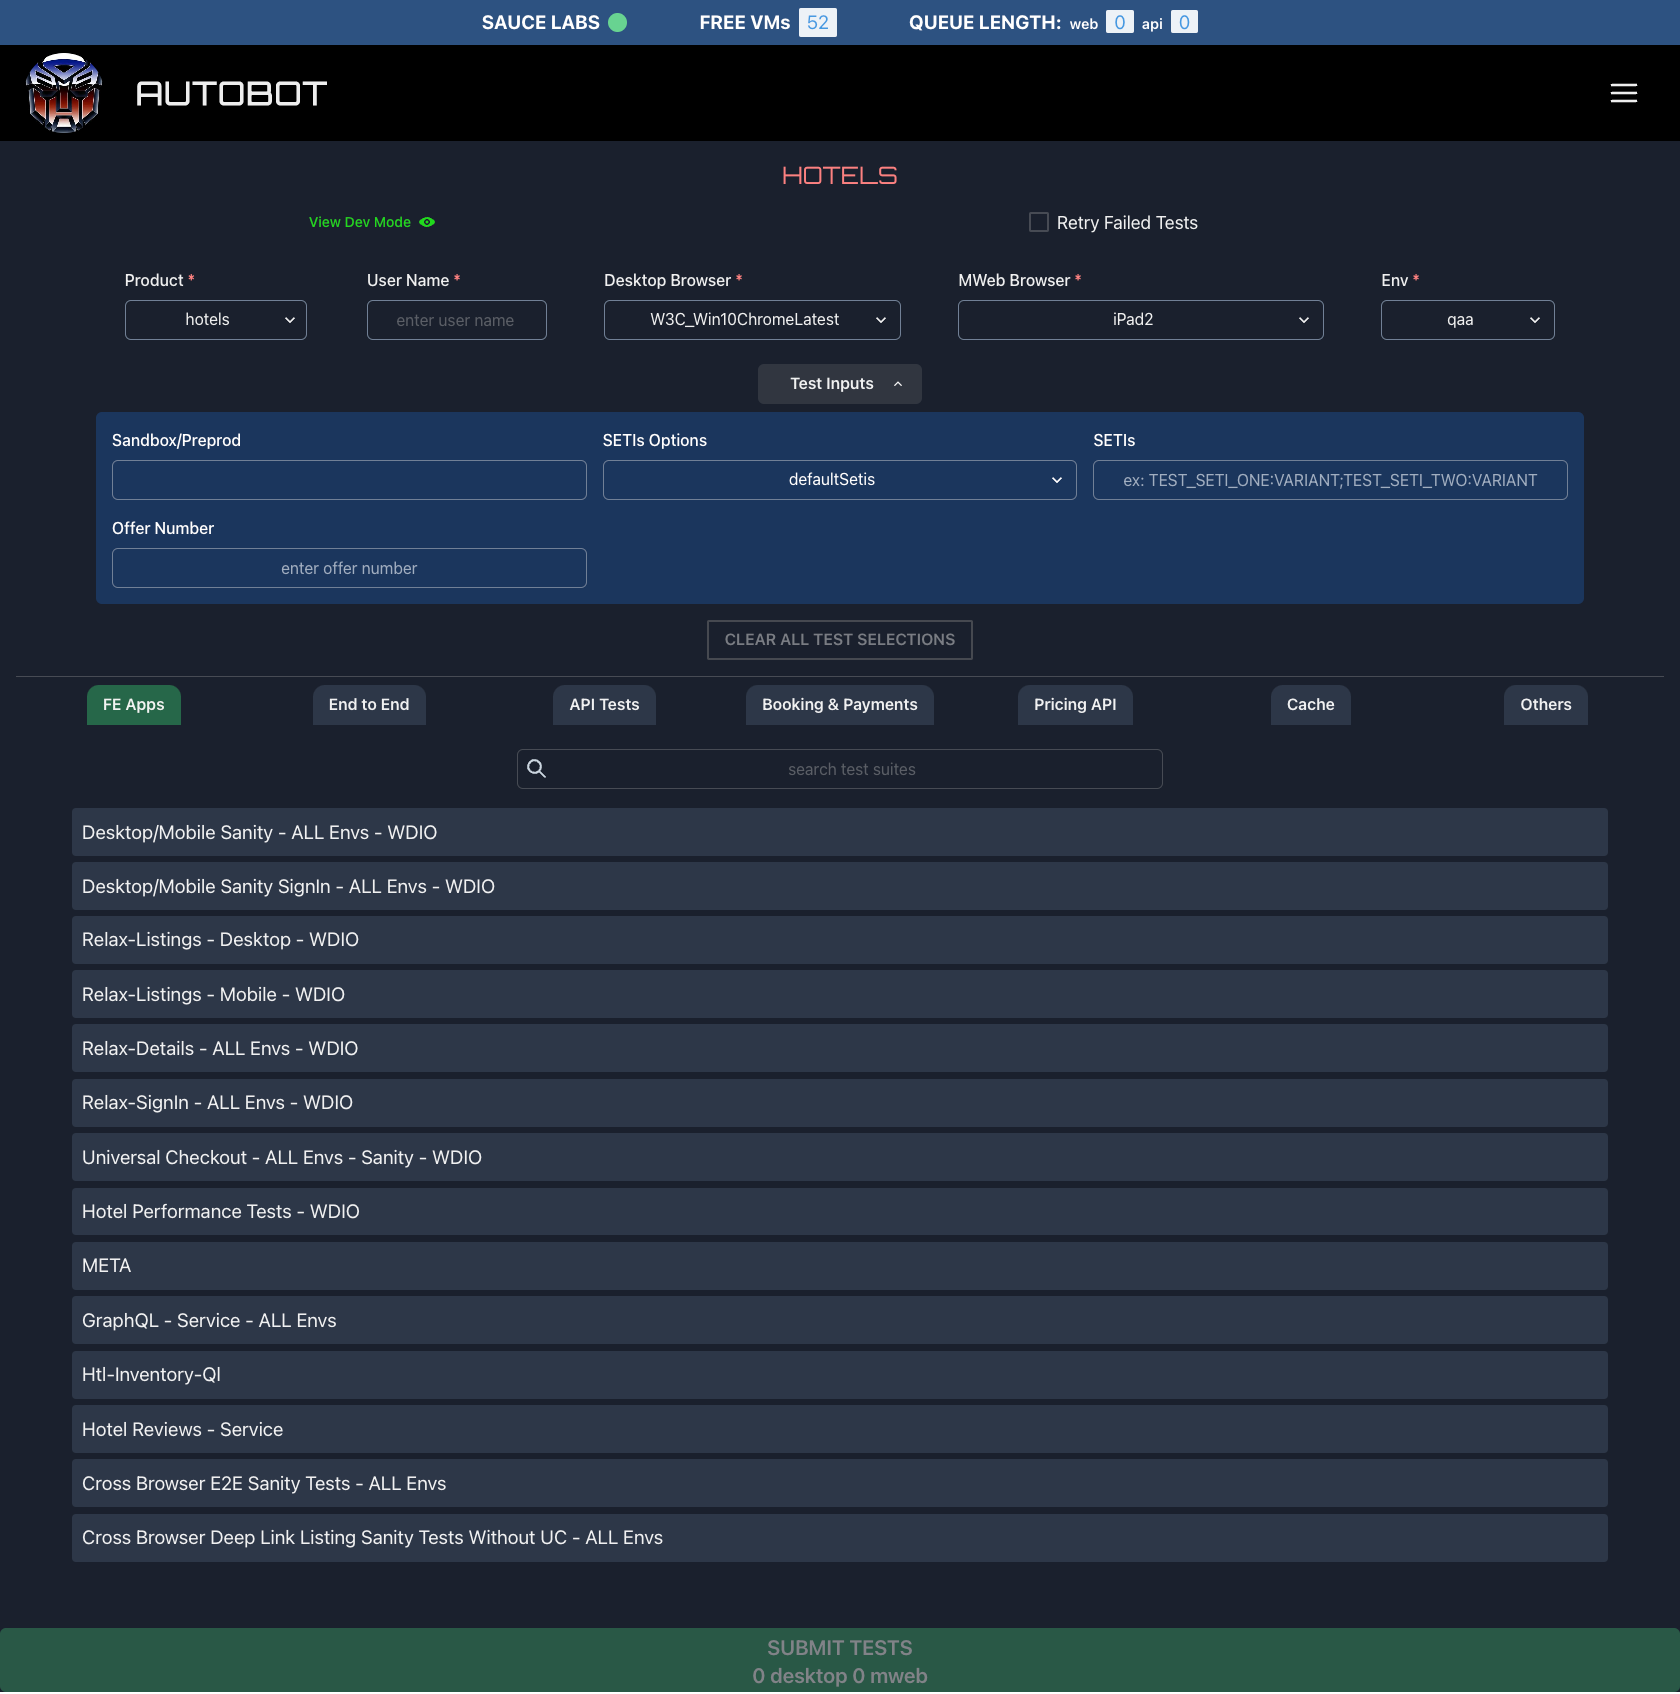 SAUCE LABS FREE VMs 52 QUEUE LENGTH: web 0 api 0
AUTOBOT
HOTELS
View Dev Mode
Retry Failed Tests
Product * User Name * Desktop Browser * MWeb Browser * Env *
hotels enter user name W3C_Win10ChromeLatest iPad2 qaa
Test Inputs
Sandbox/Preprod SETIs Options SETIs
defaultSetis ex: TEST_SETI_ONE:VARIANT;TEST_SETI_TWO:VARIANT
Offer Number
enter offer number
CLEAR ALL TEST SELECTIONS
FE Apps End to End API Tests Booking & Payments Pricing API Cache Others
search test suites
Desktop/Mobile Sanity - ALL Envs - WDIO
Desktop/Mobile Sanity SignIn - ALL Envs - WDIO
Relax-Listings - Desktop - WDIO
Relax-Listings - Mobile - WDIO
Relax-Details - ALL Envs - WDIO
Relax-SignIn - ALL Envs - WDIO
Universal Checkout - ALL Envs - Sanity - WDIO
Hotel Performance Tests - WDIO
META
GraphQL - Service - ALL Envs
Htl-Inventory-Ql
Hotel Reviews - Service
Cross Browser E2E Sanity Tests - ALL Envs
Cross Browser Deep Link Listing Sanity Tests Without UC - ALL Envs
SUBMIT TESTS
0 desktop 0 mweb